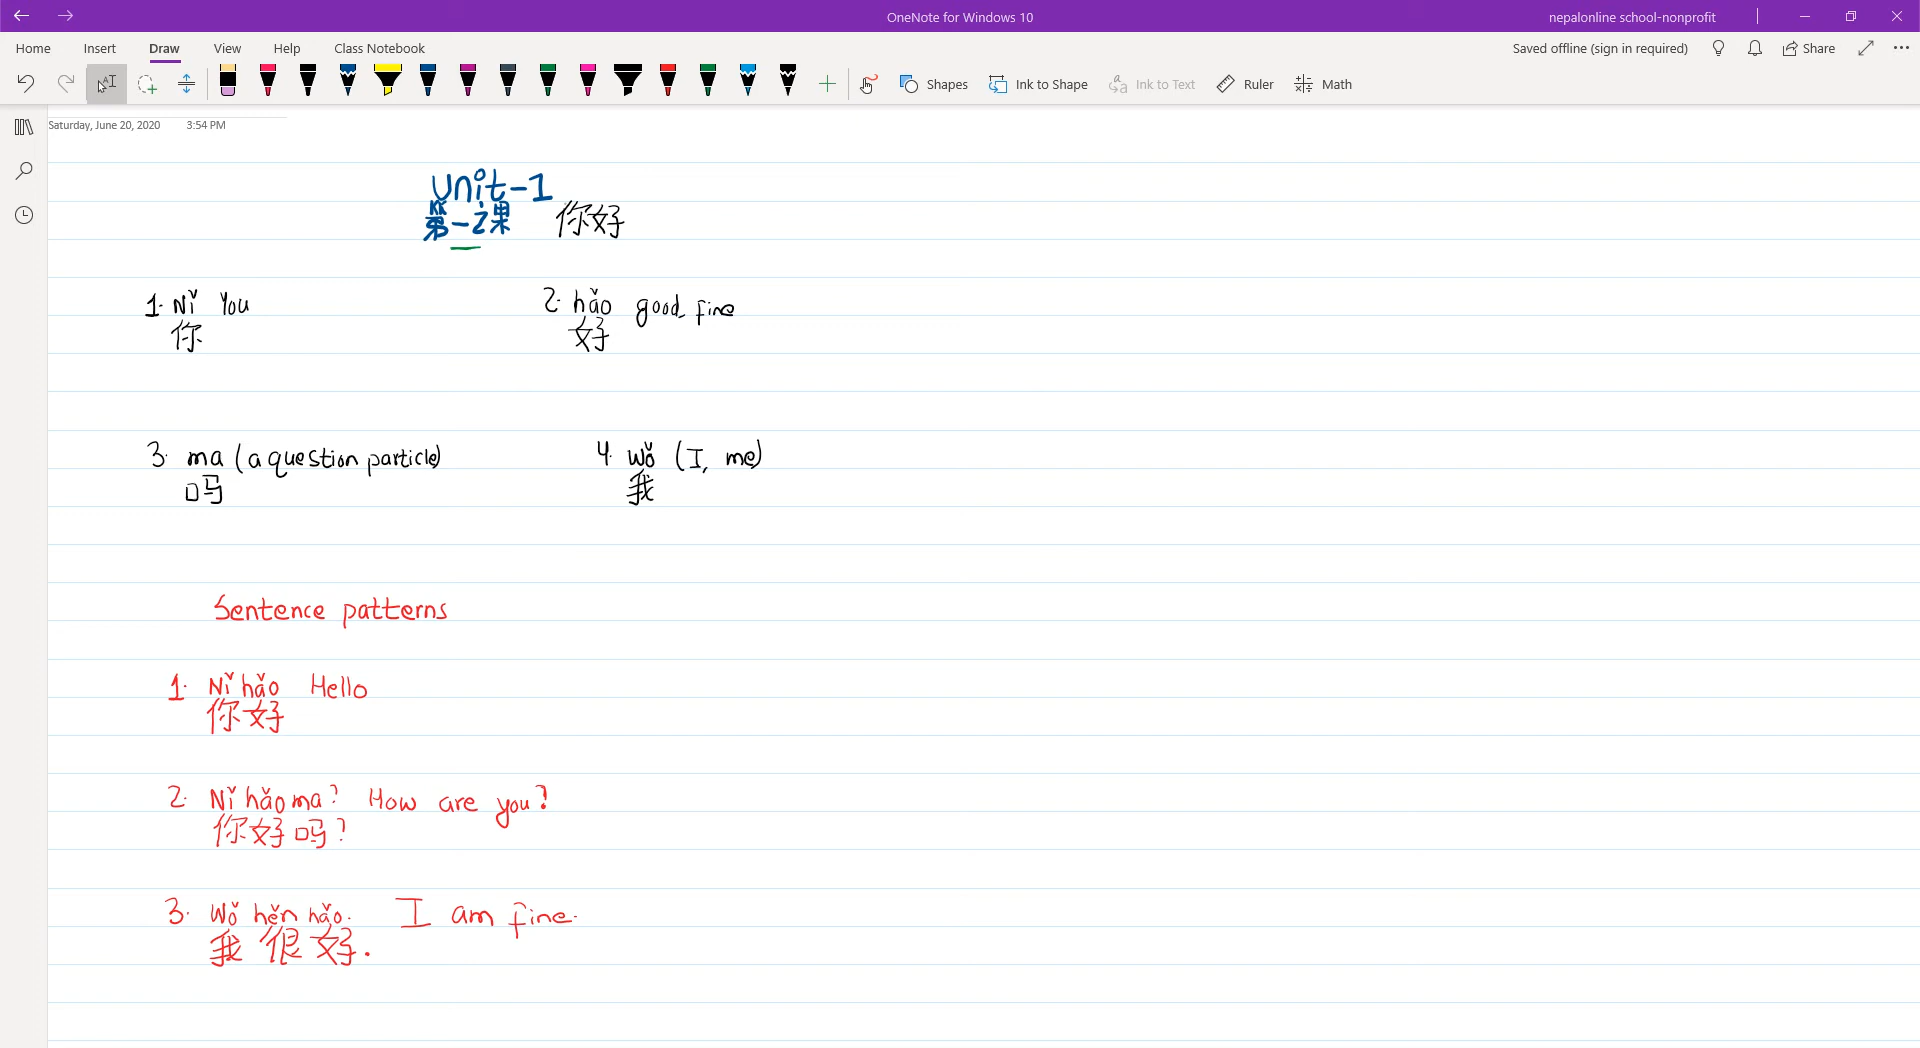 OneNote for Windows 10
nepalonline school-nonprofit
Home Insert Draw View Help Class Notebook
Saved offline (sign in required) Share
Shapes Ink to Shape Ink to Text Ruler Math
Saturday, June 20, 2020 3:54 PM
Unit-1
第一课 你好
1. Nǐ You
你
2. hǎo good, fine
好
3. ma (a question particle)
吗
4. wǒ (I, me)
我
Sentence patterns
1. Nǐ hǎo Hello
你好
2. Nǐ hǎo ma? How are you?
你好吗?
3. Wǒ hěn hǎo. I am fine.
我 很 好.